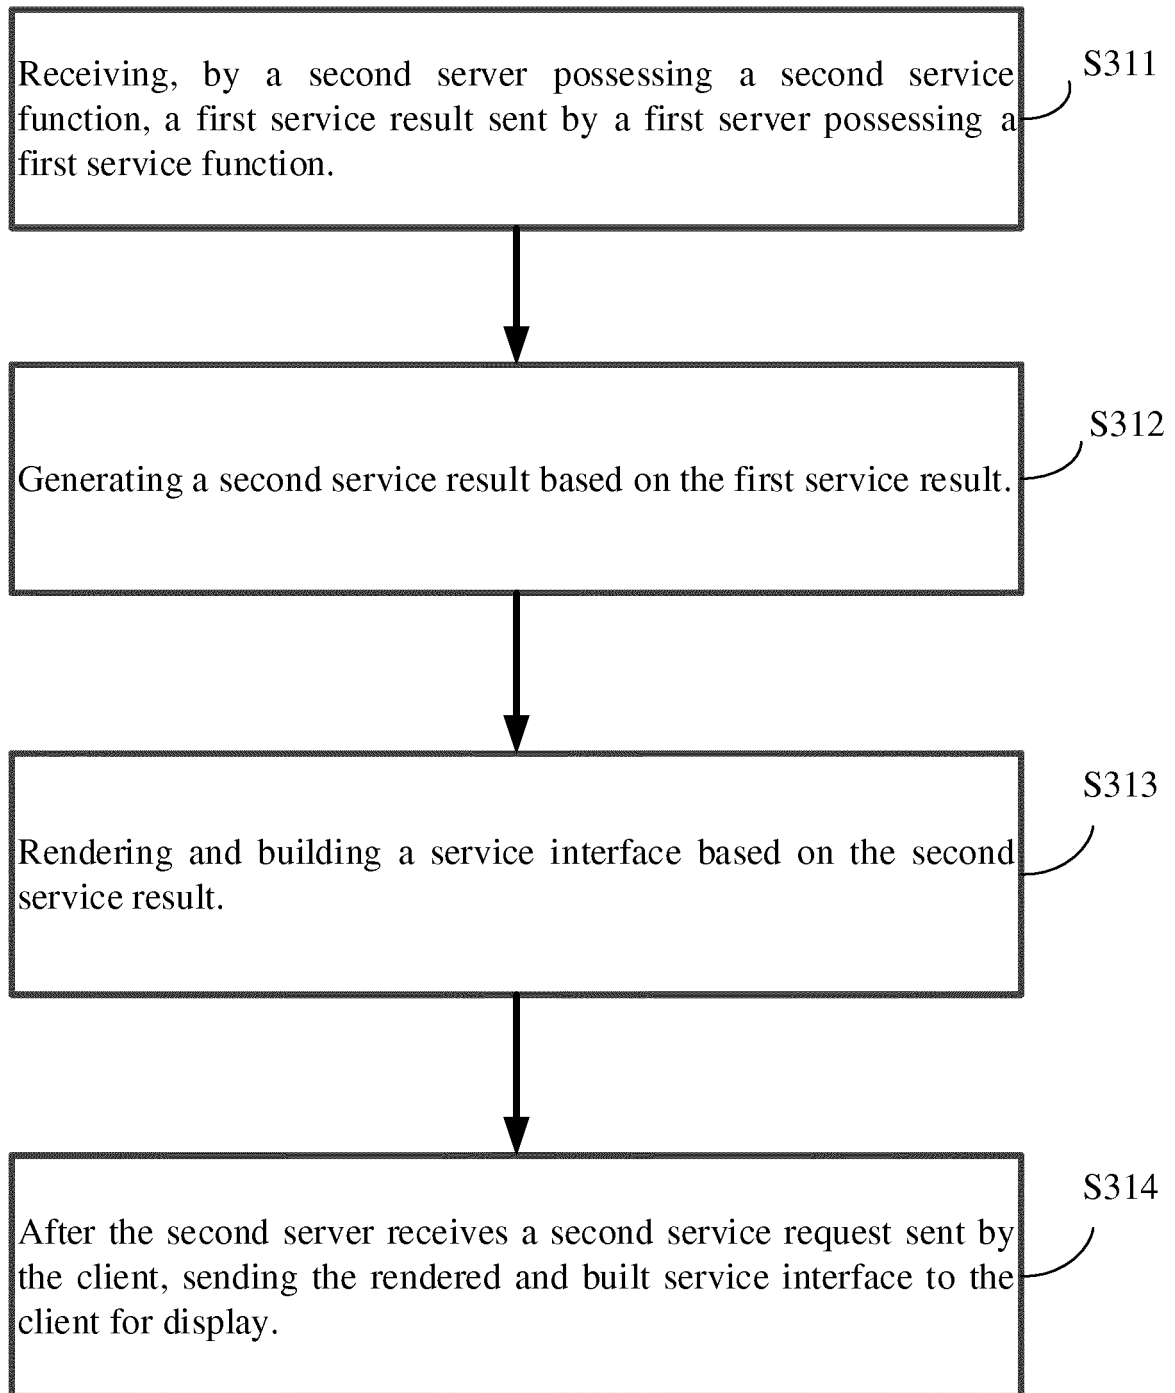 Receiving, by a second server possessing a second service
function, a first service result sent by a first server possessing a
first service function.
S311
Generating a second service result based on the first service result.
S312
Rendering and building a service interface based on the second
service result.
S313
After the second server receives a second service request sent by
the client, sending the rendered and built service interface to the
client for display.
S314